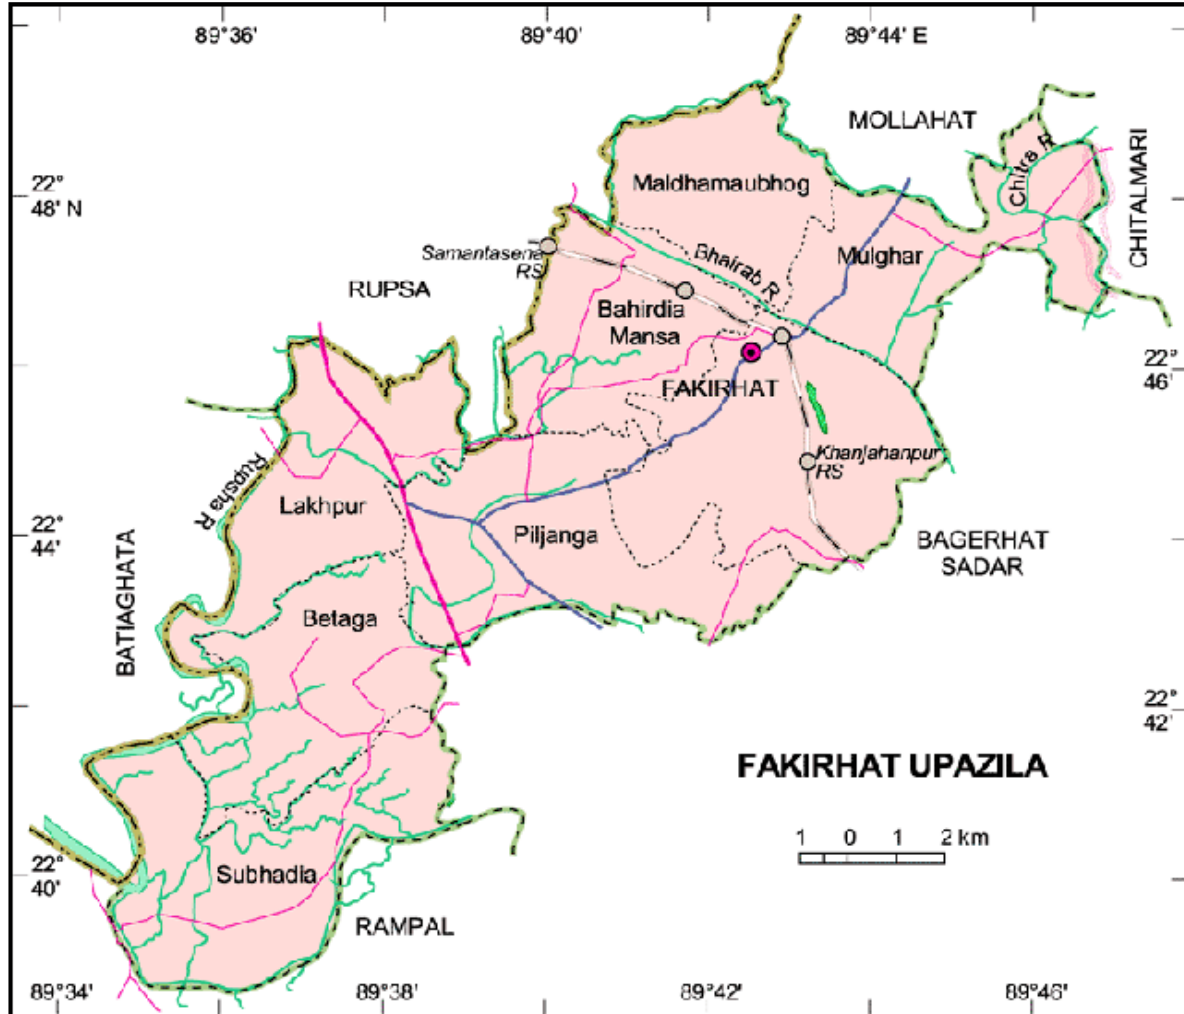 89°36'
89°40'
89°44' E
MOLLAHAT
CHITALMARI
Chitra R
22°
48' N
Maldhamaubhog
Samantasena
RS
Bhairab R
Mulghar
RUPSA
Bahirdia
Mansa
22°
46'
FAKIRHAT
Khanjahanpur
RS
Rupsha R
Lakhpur
22°
44'
Piljanga
BAGERHAT
SADAR
BATIAGHATA
Betaga
22°
42'
FAKIRHAT UPAZILA
1 0 1 2 km
22°
40'
Subhadia
RAMPAL
89°34'
89°38'
89°42'
89°46'